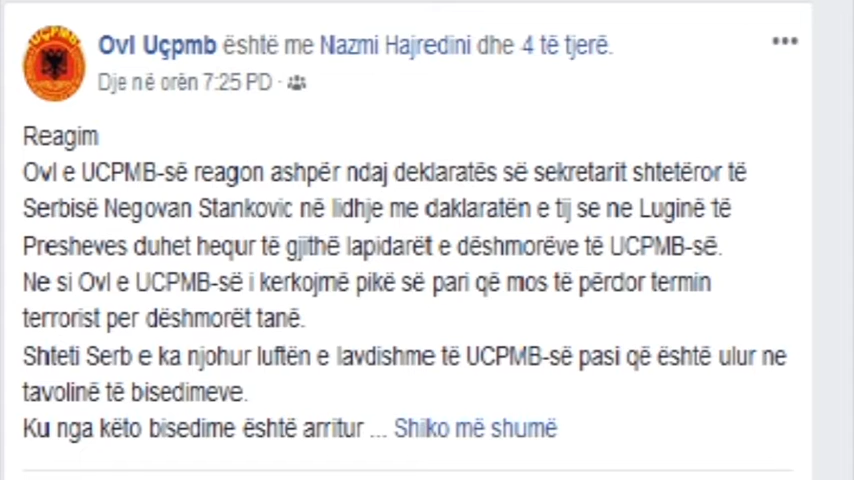 UÇPMB
Ovl Uçpmb është me Nazmi Hajredini dhe 4 të tjerë.
Dje në orën 7:25 PD ·
Reagim
Ovl e UCPMB-së reagon ashpër ndaj deklaratës së sekretarit shtetëror të
Serbisë Negovan Stankovic në lidhje me daklaratën e tij se ne Luginë të
Presheves duhet hequr të gjithë lapidarët e dëshmorëve të UCPMB-së.
Ne si Ovl e UCPMB-së i kerkojmë pikë së pari që mos të përdor termin
terrorist per dëshmorët tanë.
Shteti Serb e ka njohur luftën e lavdishme të UCPMB-së pasi që është ulur ne
tavolinë të bisedimeve.
Ku nga këto bisedime është arritur ... Shiko më shumë